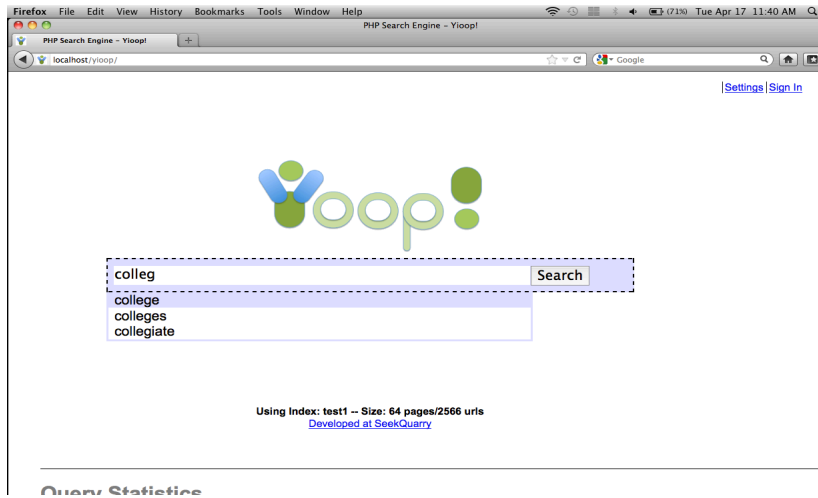 Firefox File Edit View History Bookmarks Tools Window Help (71%) Tue Apr 17 11:40 AM
PHP Search Engine – Yioop!
PHP Search Engine – Yioop! +
localhost/yioop/ Google
|Settings|Sign In
Yioop!
colleg Search
college
colleges
collegiate
Using Index: test1 -- Size: 64 pages/2566 urls
Developed at SeekQuarry
Query Statistics